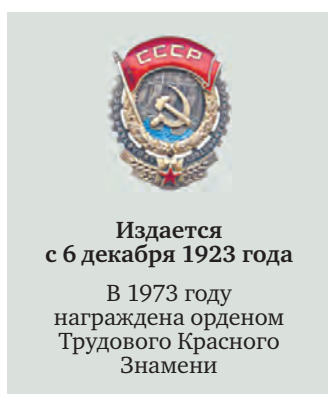 СССР
Издается
с 6 декабря 1923 года
В 1973 году
награждена орденом
Трудового Красного
Знамени